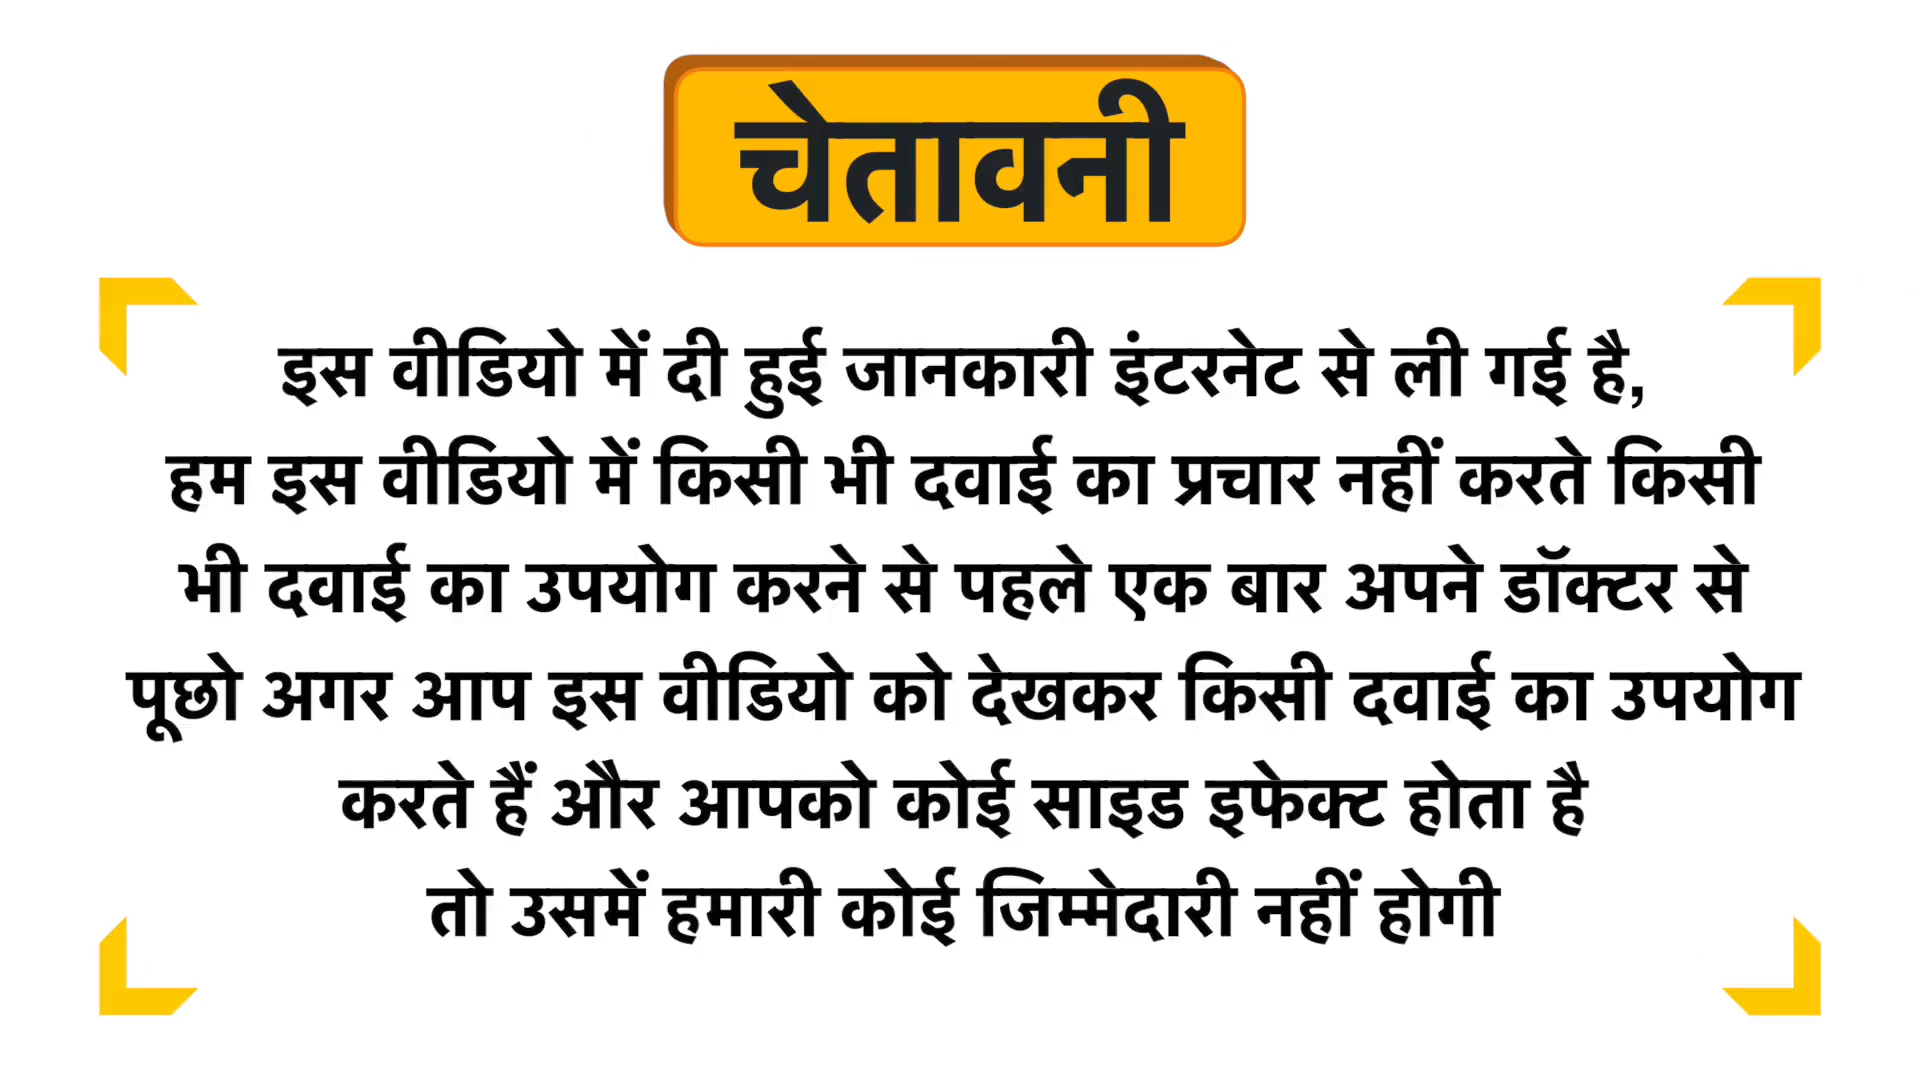 चेतावनी
इस वीडियो में दी हुई जानकारी इंटरनेट से ली गई है,
हम इस वीडियो में किसी भी दवाई का प्रचार नहीं करते किसी
भी दवाई का उपयोग करने से पहले एक बार अपने डॉक्टर से
पूछो अगर आप इस वीडियो को देखकर किसी दवाई का उपयोग
करते हैं और आपको कोई साइड इफेक्ट होता है
तो उसमें हमारी कोई जिम्मेदारी नहीं होगी